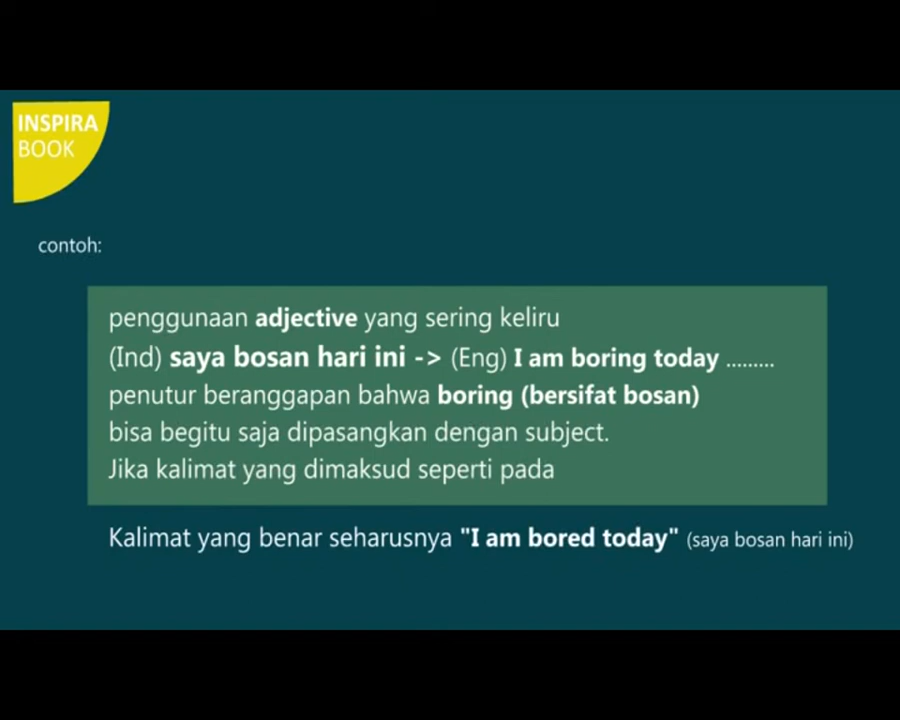 INSPIRA
BOOK
contoh:
penggunaan adjective yang sering keliru
(Ind) saya bosan hari ini -> (Eng) I am boring today .........
penutur beranggapan bahwa boring (bersifat bosan)
bisa begitu saja dipasangkan dengan subject.
Jika kalimat yang dimaksud seperti pada
Kalimat yang benar seharusnya "I am bored today" (saya bosan hari ini)